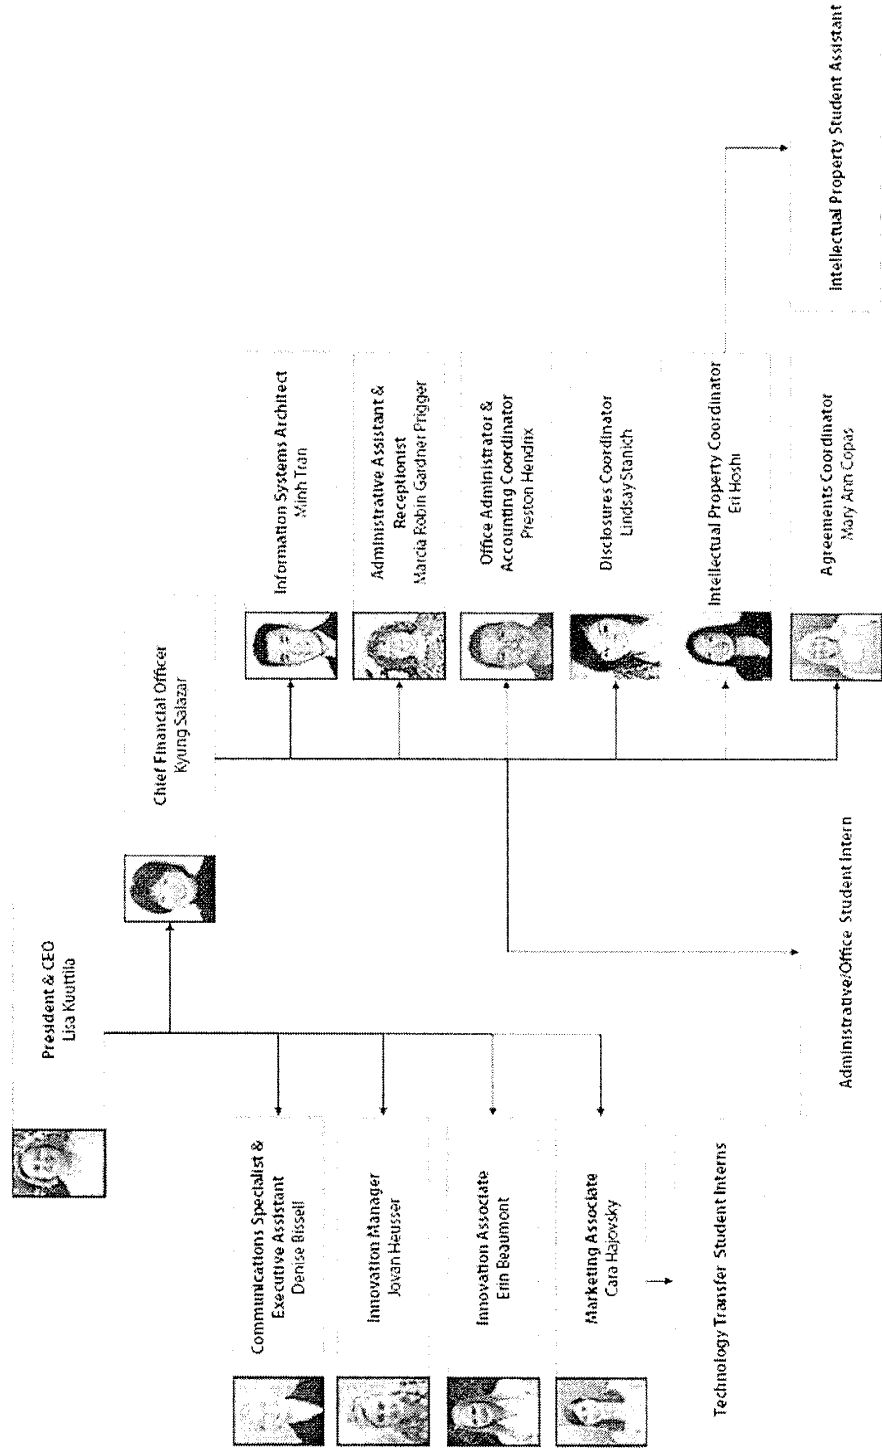 President & CEO
Lisa Kuuttila
Chief Financial Officer
Kyung Salazar
Communications Specialist &
Executive Assistant
Denise Bissell
Innovation Manager
Jovan Heusser
Innovation Associate
Erin Beaumont
Marketing Associate
Cara Hajovsky
Technology Transfer Student Interns
Information Systems Architect
Minh Tran
Administrative Assistant &
Receptionist
Marcia Robin Gardner Prigger
Office Administrator &
Accounting Coordinator
Preston Hendrix
Disclosures Coordinator
Lindsay Stanich
Intellectual Property Coordinator
Eri Hoshi
Agreements Coordinator
Mary Ann Copas
Administrative/Office Student Intern
Intellectual Property Student Assistant